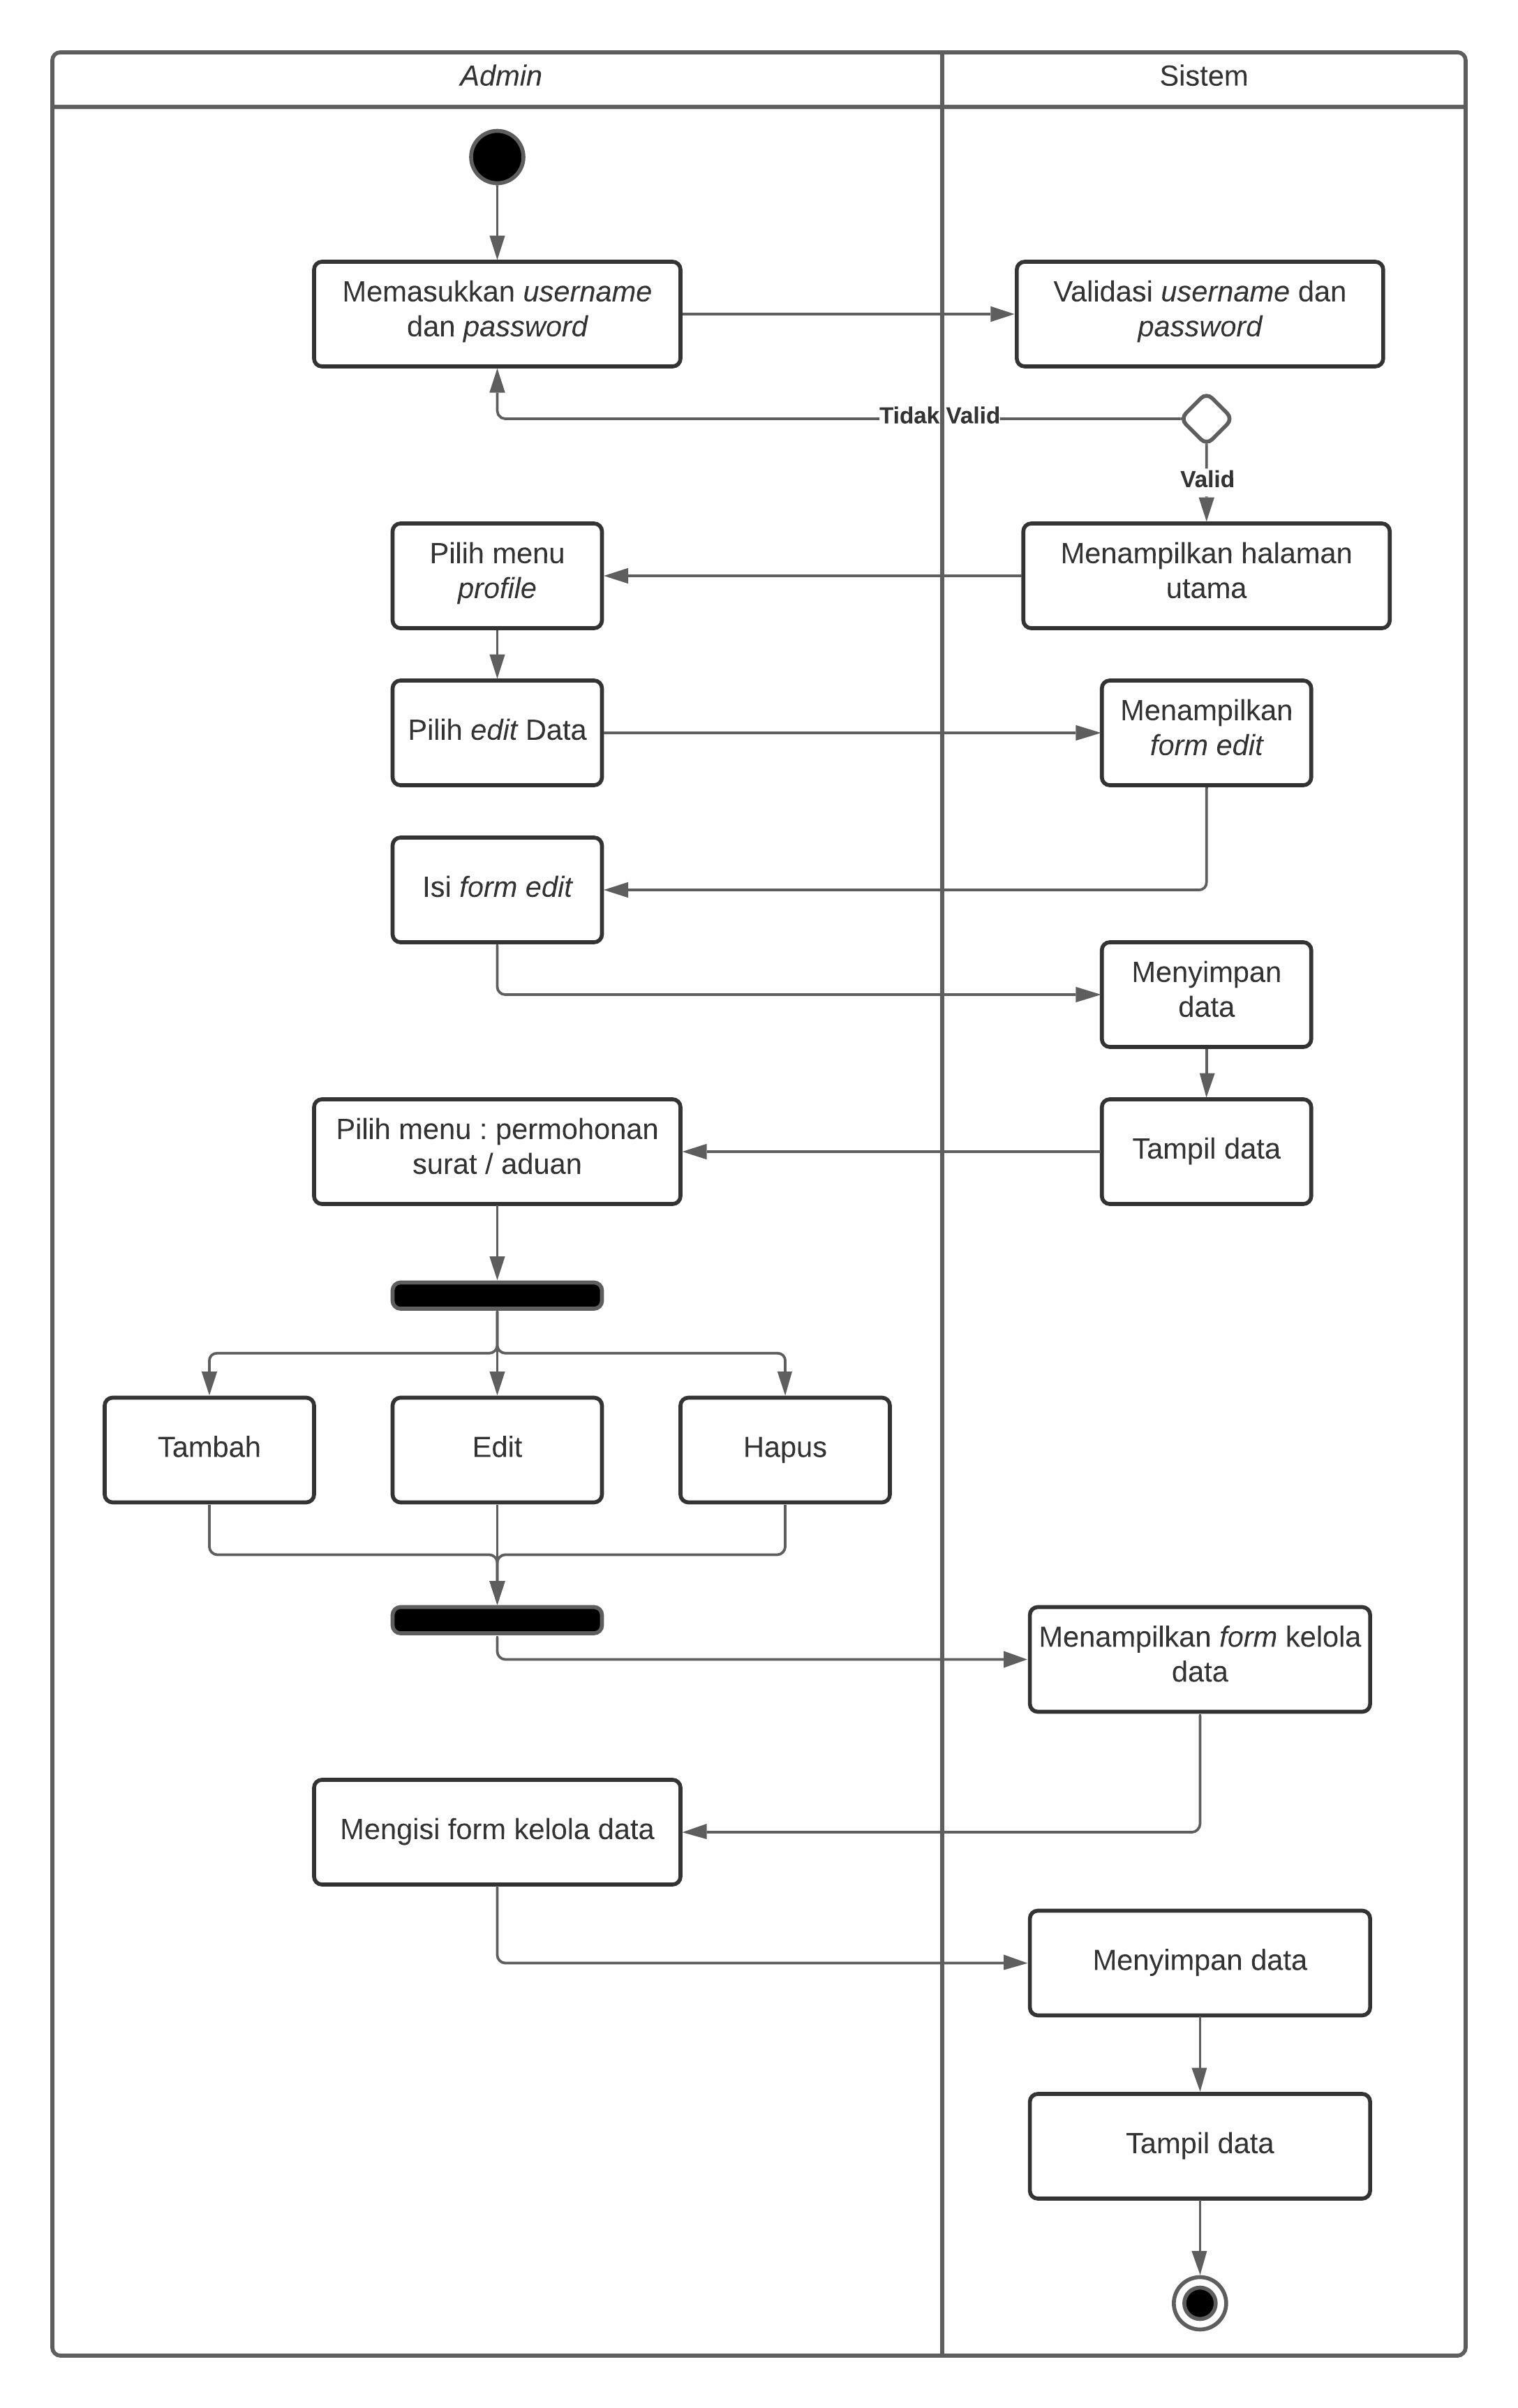 Admin
Sistem
Memasukkan username
dan password
Validasi username dan
password
Tidak Valid
Valid
Menampilkan halaman
utama
Pilih menu
profile
Pilih edit Data
Menampilkan
form edit
Isi form edit
Menyimpan
data
Tampil data
Pilih menu : permohonan
surat / aduan
Tambah
Edit
Hapus
Menampilkan form kelola
data
Mengisi form kelola data
Menyimpan data
Tampil data